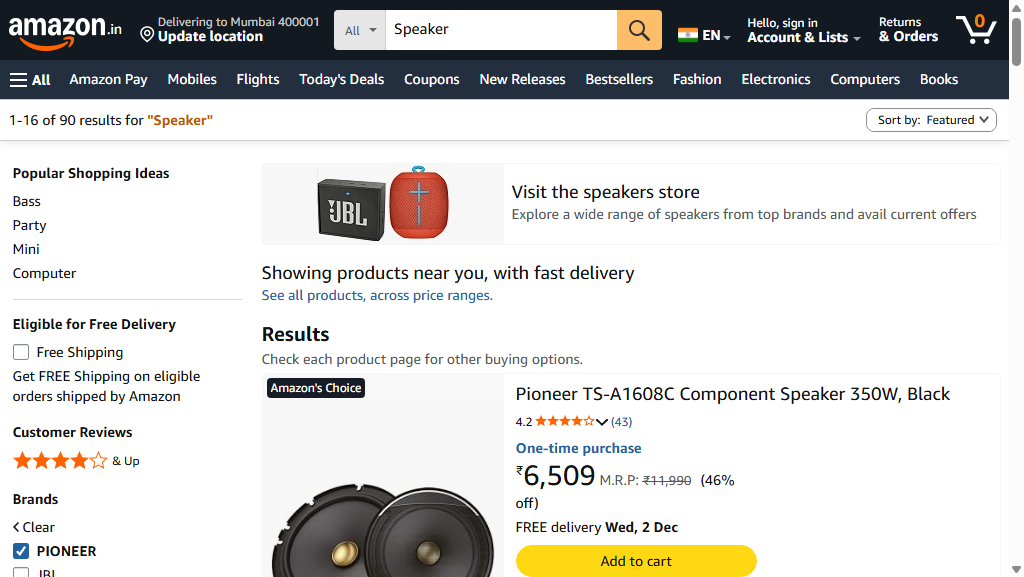 amazon.in
Delivering to Mumbai 400001
Update location
All
Speaker
EN
Hello, sign in
Account & Lists
Returns
& Orders
0
All
Amazon Pay
Mobiles
Flights
Today's Deals
Coupons
New Releases
Bestsellers
Fashion
Electronics
Computers
Books
1-16 of 90 results for "Speaker"
Sort by: Featured
Popular Shopping Ideas
Bass
Party
Mini
Computer
Eligible for Free Delivery
Free Shipping
Get FREE Shipping on eligible
orders shipped by Amazon
Customer Reviews
& Up
Brands
Clear
PIONEER
JBL
JBL
Visit the speakers store
Explore a wide range of speakers from top brands and avail current offers
Showing products near you, with fast delivery
See all products, across price ranges.
Results
Check each product page for other buying options.
Amazon's Choice
Pioneer TS-A1608C Component Speaker 350W, Black
4.2 (43)
One-time purchase
₹6,509 M.R.P: ₹11,990 (46%
off)
FREE delivery Wed, 2 Dec
Add to cart